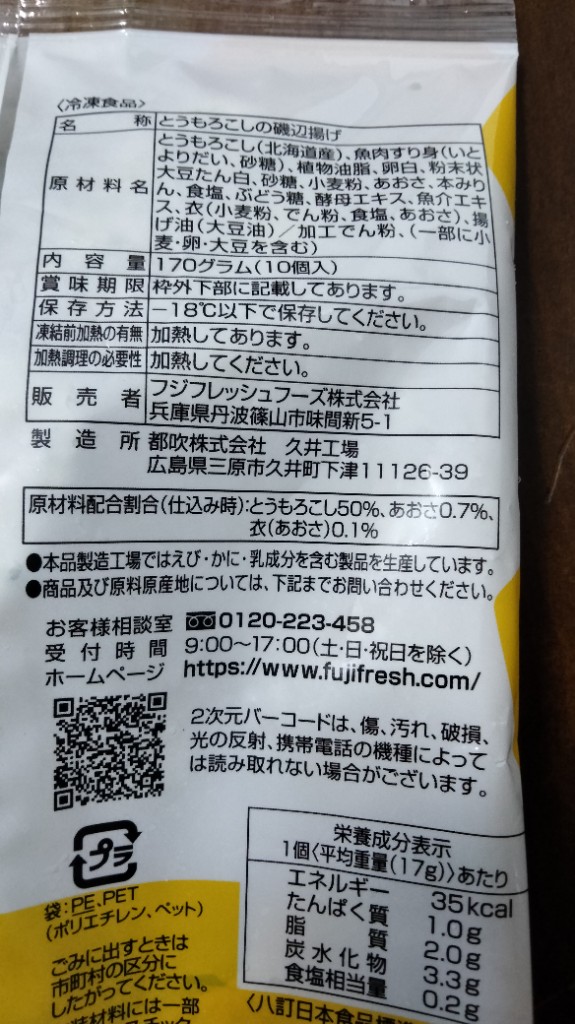 〈冷凍食品〉
名 称 とうもろこしの磯辺揚げ
原材料名 とうもろこし(北海道産)、魚肉すり身(いと
よりだい、砂糖)、植物油脂、卵白、粉末状
大豆たん白、砂糖、小麦粉、あおさ、本みり
ん、食塩、ぶどう糖、酵母エキス、魚介エキ
ス、衣(小麦粉、でん粉、食塩、あおさ)、揚
げ油(大豆油)/加工でん粉、(一部に小
麦・卵・大豆を含む)
内容量 170グラム(10個入)
賞味期限 枠外下部に記載してあります。
保存方法 −18℃以下で保存してください。
凍結前加熱の有無 加熱してあります。
加熱調理の必要性 加熱してください。
販売者 フジフレッシュフーズ株式会社
兵庫県丹波篠山市味間新5-1
製造所 都吹株式会社 久井工場
広島県三原市久井町下津11126-39
原材料配合割合(仕込み時):とうもろこし50%、あおさ0.7%、
衣(あおさ)0.1%
●本品製造工場ではえび・かに・乳成分を含む製品を生産しています。
●商品及び原料原産地については、下記までお問い合わせください。
お客様相談室 0120-223-458
受付時間 9:00〜17:00(土・日・祝日を除く)
ホームページ https://www.fujifresh.com/
2次元バーコードは、傷、汚れ、破損、
光の反射、携帯電話の機種によって
は読み取れない場合がございます。
プラ
袋:PE、PET
(ポリエチレン、ペット)
ごみに出すときは
市町村の区分に
したがってください。
装材料には一部
栄養成分表示
1個〈平均重量(17g)〉あたり
エネルギー 35kcal
たんぱく質 1.0g
脂質 2.0g
炭水化物 3.3g
食塩相当量 0.2g
〈八訂日本食品標